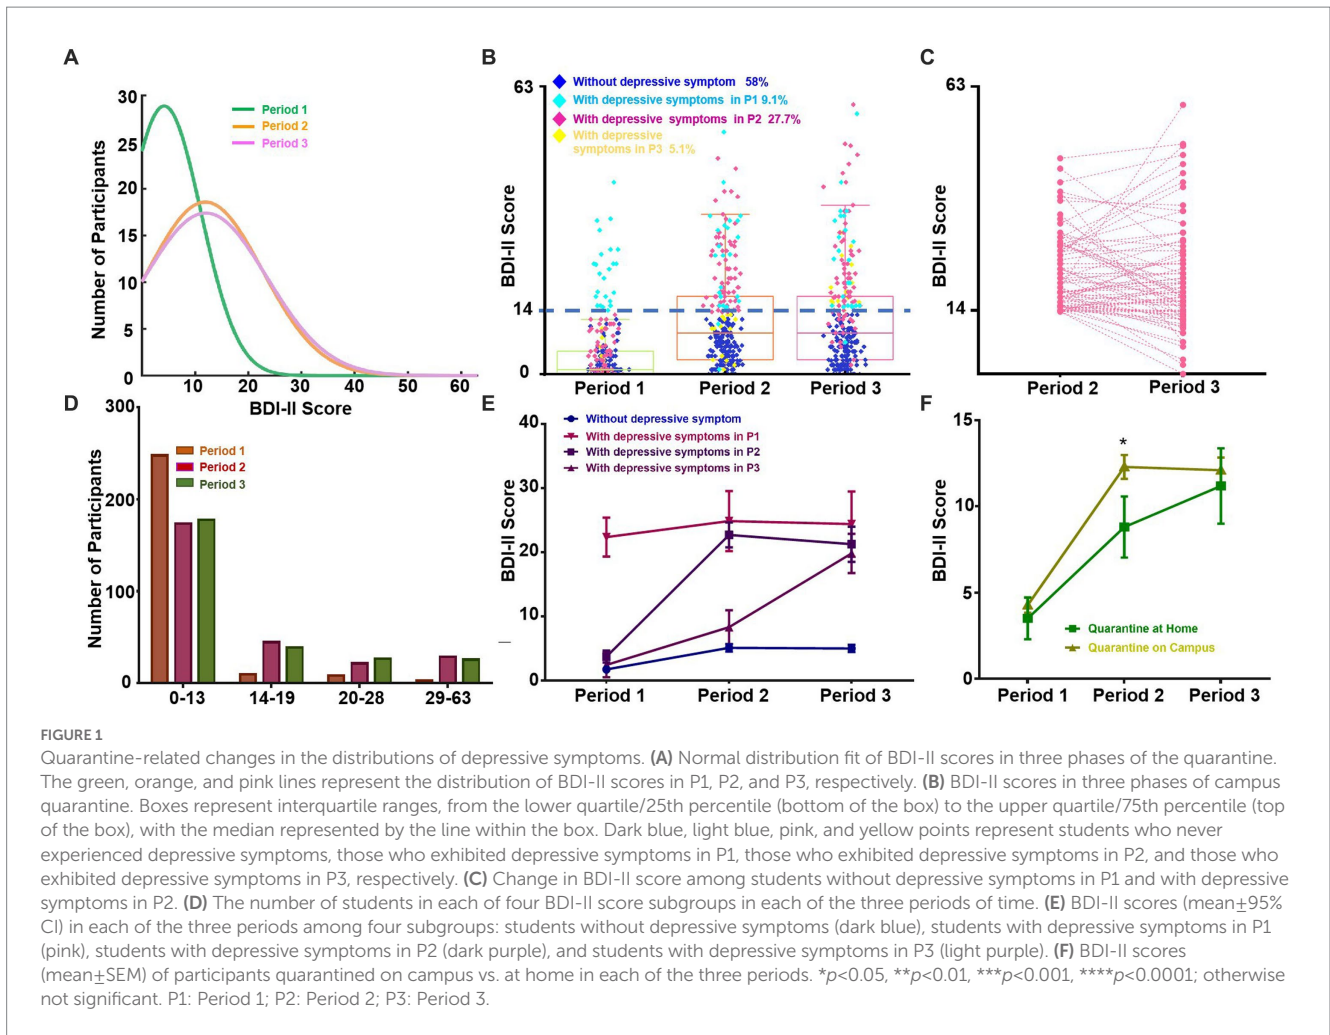 A
30
25
20
15
10
5
0
Number of Participants
Period 1
Period 2
Period 3
10 20 30 40 50 60
BDI-II Score
B
63
14
0
BDI-II Score
Without depressive symptom 58%
With depressive symptoms in P1 9.1%
With depressive symptoms in P2 27.7%
With depressive
symptoms in P3 5.1%
Period 1 Period 2 Period 3
C
63
14
BDI-II Score
Period 2 Period 3
D
300
200
100
0
Number of Participants
Period 1
Period 2
Period 3
0-13 14-19 20-28 29-63
E
40
30
20
10
0
BDI-II Score
Without depressive symptom
With depressive symptoms in P1
With depressive symptoms in P2
With depressive symptoms in P3
Period 1 Period 2 Period 3
F
15
10
5
0
BDI-II Score
*
Quarantine at Home
Quarantine on Campus
Period 1 Period 2 Period 3
FIGURE 1
Quarantine-related changes in the distributions of depressive symptoms. (A) Normal distribution fit of BDI-II scores in three phases of the quarantine.
The green, orange, and pink lines represent the distribution of BDI-II scores in P1, P2, and P3, respectively. (B) BDI-II scores in three phases of campus
quarantine. Boxes represent interquartile ranges, from the lower quartile/25th percentile (bottom of the box) to the upper quartile/75th percentile (top
of the box), with the median represented by the line within the box. Dark blue, light blue, pink, and yellow points represent students who never
experienced depressive symptoms, those who exhibited depressive symptoms in P1, those who exhibited depressive symptoms in P2, and those who
exhibited depressive symptoms in P3, respectively. (C) Change in BDI-II score among students without depressive symptoms in P1 and with depressive
symptoms in P2. (D) The number of students in each of four BDI-II score subgroups in each of the three periods of time. (E) BDI-II scores (mean±95%
CI) in each of the three periods among four subgroups: students without depressive symptoms (dark blue), students with depressive symptoms in P1
(pink), students with depressive symptoms in P2 (dark purple), and students with depressive symptoms in P3 (light purple). (F) BDI-II scores
(mean±SEM) of participants quarantined on campus vs. at home in each of the three periods. *p<0.05, **p<0.01, ***p<0.001, ****p<0.0001; otherwise
not significant. P1: Period 1; P2: Period 2; P3: Period 3.